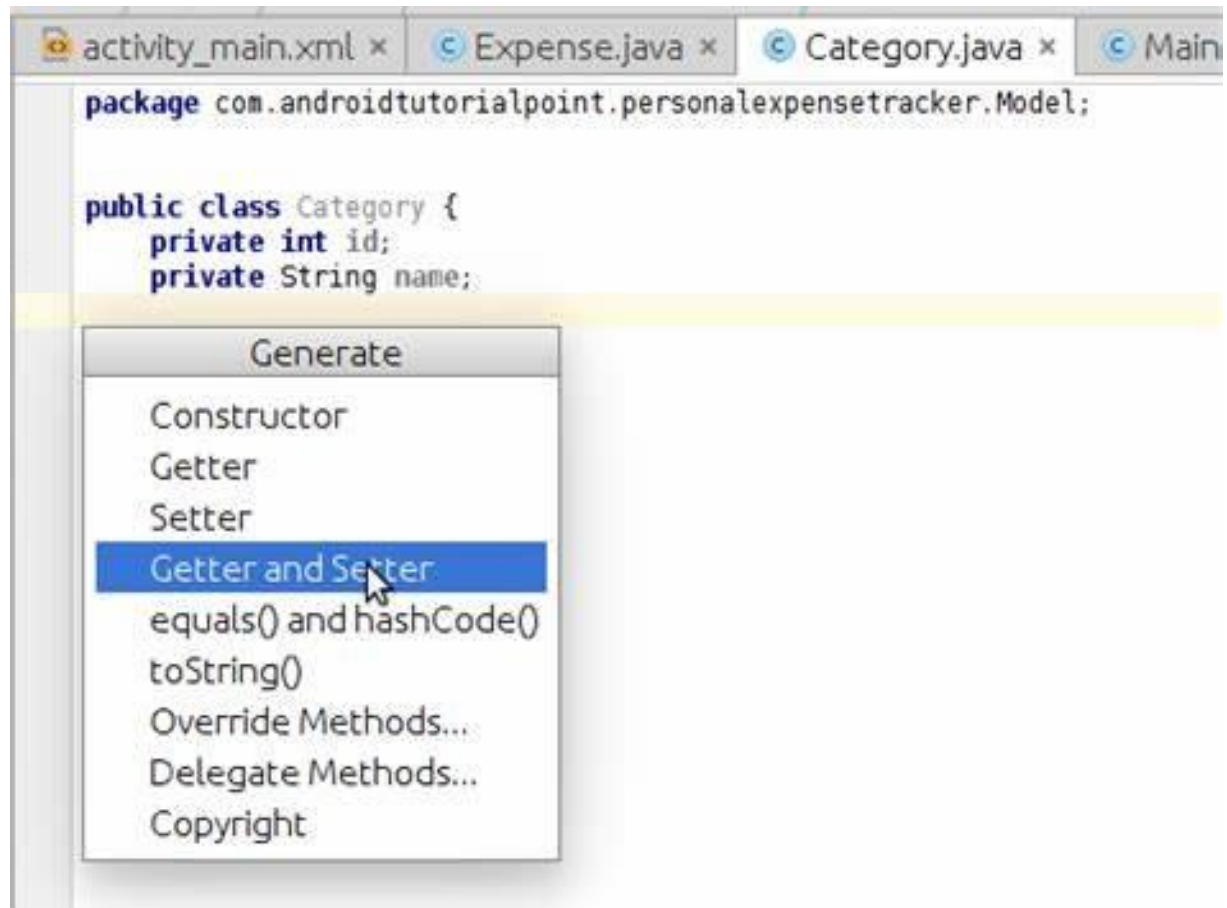 activity_main.xml × Expense.java × Category.java × Main.
package com.androidtutorialpoint.personalexpensetracker.Model;
public class Category {
private int id;
private String name;
Generate
Constructor
Getter
Setter
Getter and Setter
equals() and hashCode()
toString()
Override Methods...
Delegate Methods...
Copyright